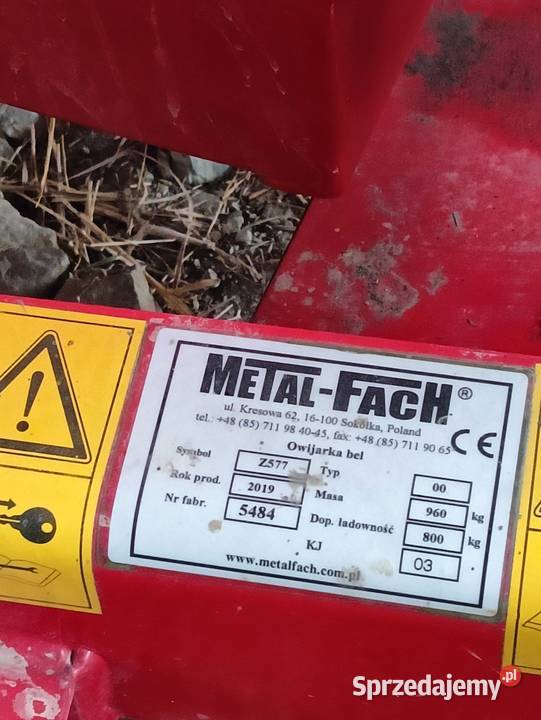 METAL-FACH®
ul. Kresowa 62, 16-100 Sokółka, Poland
tel.: +48 (85) 711 98 40-45, fax: +48 (85) 711 90 65
CE
Owijarka bel
Symbol Z577 Typ 00
Rok prod. 2019 Masa 960 kg
Nr fabr. 5484 Dop. ładowność 800 kg
KJ 03
www.metalfach.com.pl
Sprzedajemy.pl